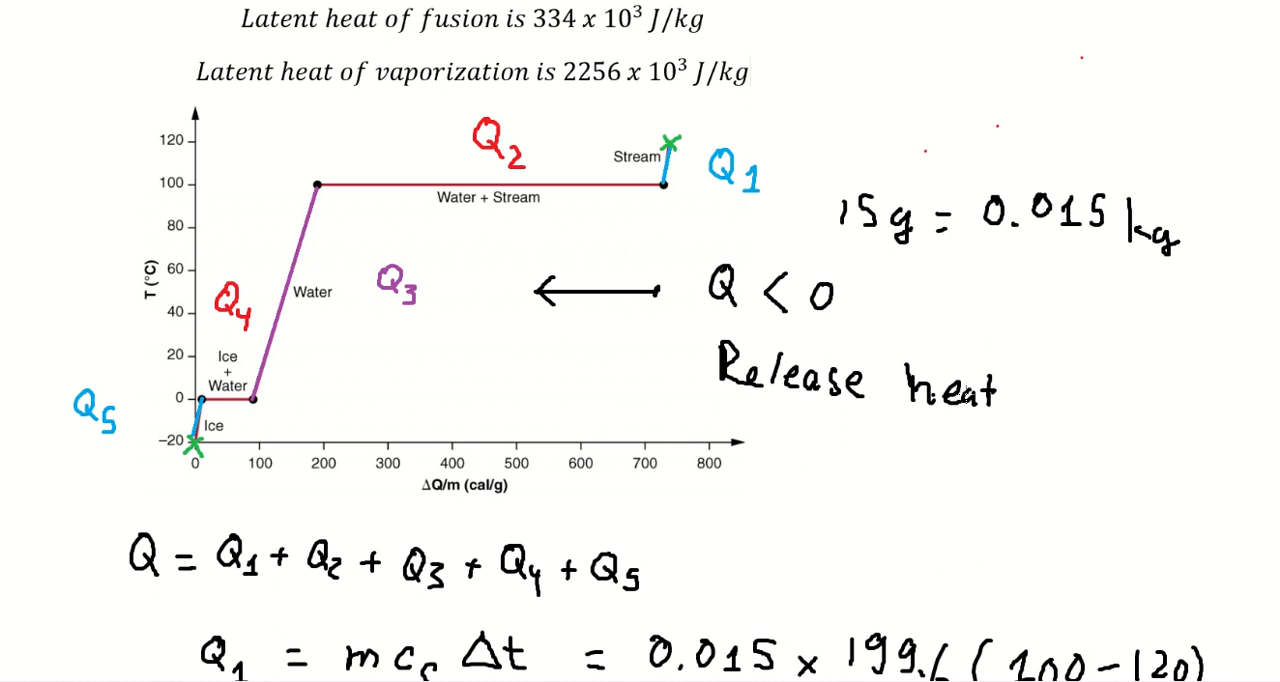 Latent heat of fusion is 334 x 10³ J/kg
Latent heat of vaporization is 2256 x 10³ J/kg
120
100
80
60
40
20
0
−20
T (°C)
Q2
Stream
Q1
Water + Stream
15g = 0.015 kg
Q3
Q < 0
Q4
Water
Release heat
Ice
+
Water
Q5
Ice
0 100 200 300 400 500 600 700 800
ΔQ/m (cal/g)
Q = Q1 + Q2 + Q3 + Q4 + Q5
Q1 = m c Δt = 0.015 × (100-120)